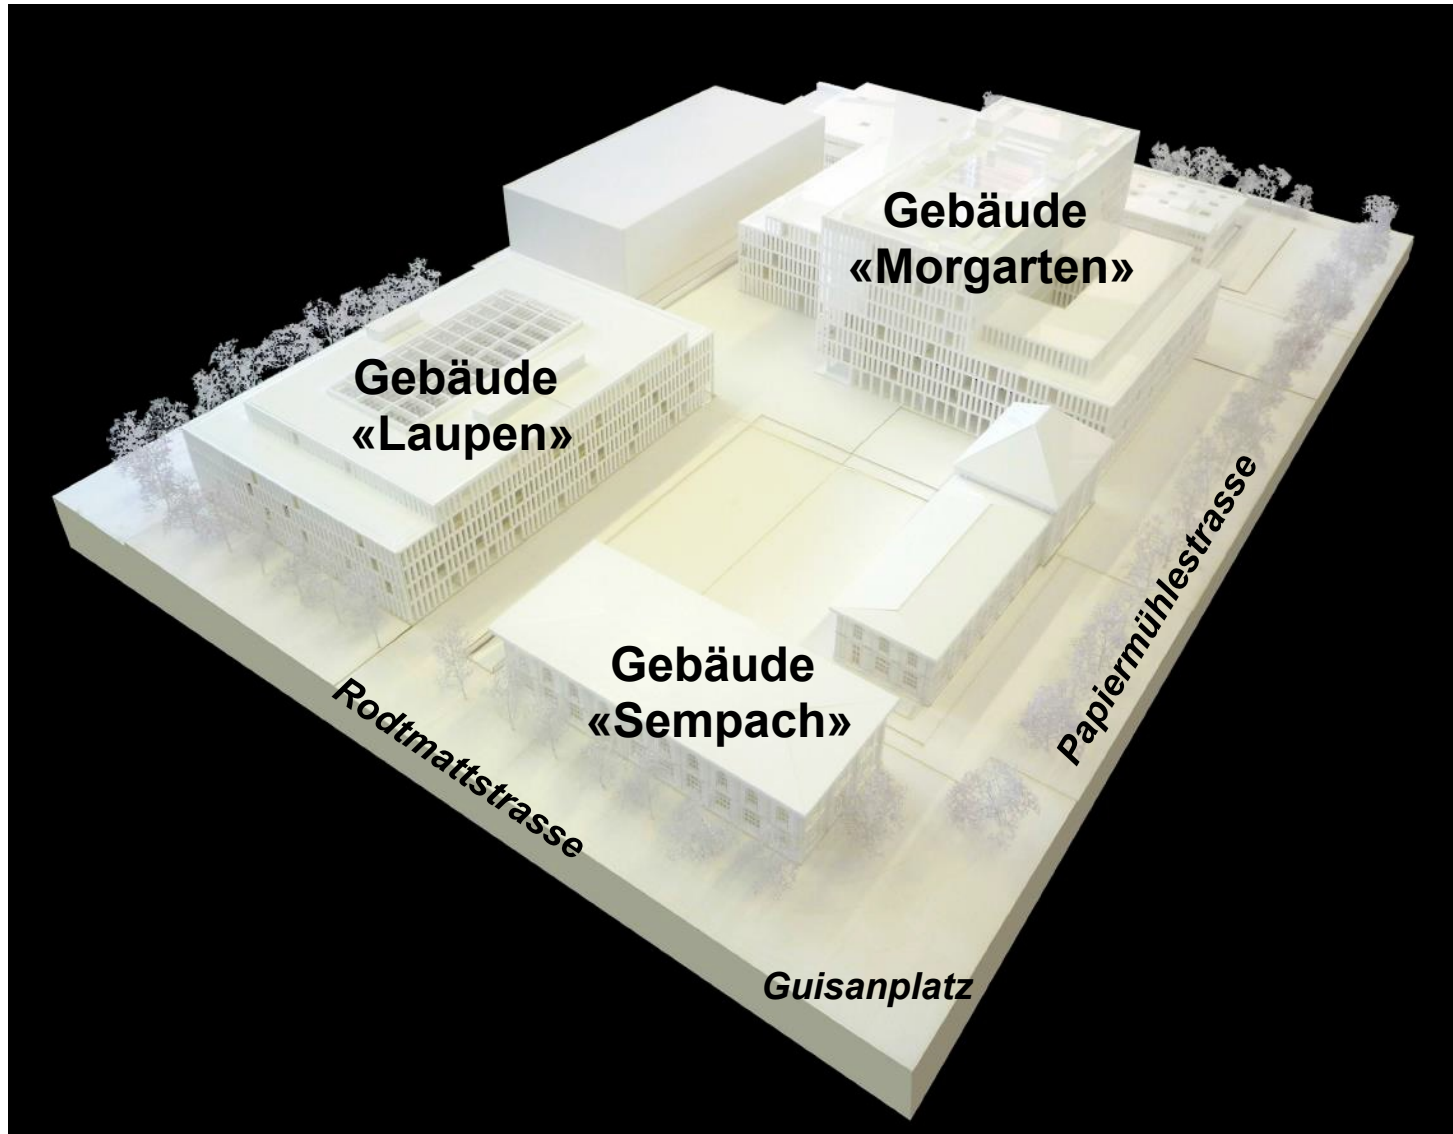 Gebäude
«Morgarten»
Gebäude
«Laupen»
Gebäude
«Sempach»
Rodtmattstrasse
Papiermühlestrasse
Guisanplatz